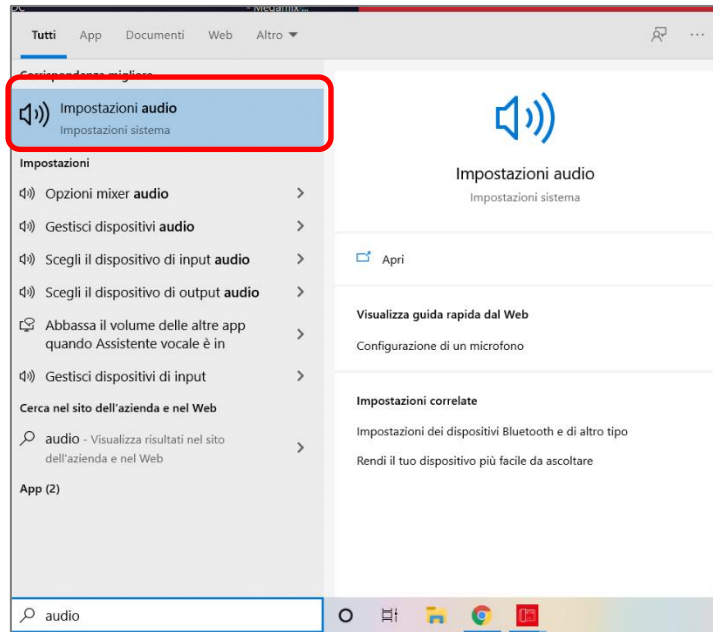 Tutti App Documenti Web Altro
Corrispondenza migliore
Impostazioni audio
Impostazioni sistema
Impostazioni
Opzioni mixer audio
Gestisci dispositivi audio
Scegli il dispositivo di input audio
Scegli il dispositivo di output audio
Abbassa il volume delle altre app
quando Assistente vocale è in
Gestisci dispositivi di input
Cerca nel sito dell'azienda e nel Web
audio - Visualizza risultati nel sito
dell'azienda e nel Web
App (2)
Impostazioni audio
Impostazioni sistema
Apri
Visualizza guida rapida dal Web
Configurazione di un microfono
Impostazioni correlate
Impostazioni dei dispositivi Bluetooth e di altro tipo
Rendi il tuo dispositivo più facile da ascoltare
audio